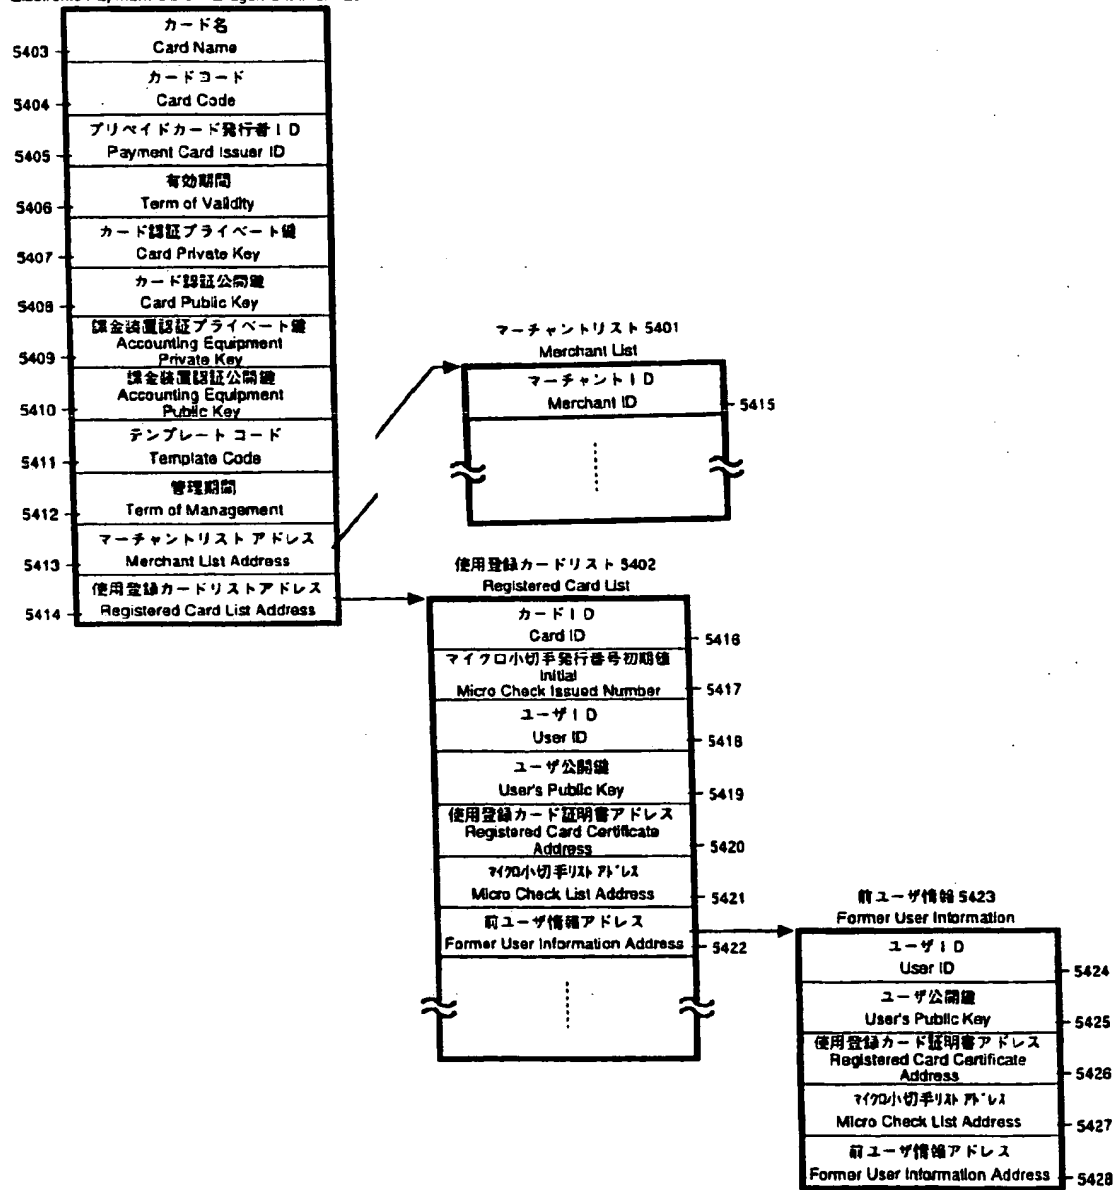 カード名
Card Name
5403
カードコード
Card Code
5404
プリペイドカード発行者ID
Payment Card Issuer ID
5405
有効期間
Term of Validity
5406
カード認証プライベート鍵
Card Private Key
5407
カード認証公開鍵
Card Public Key
5408
課金装置認証プライベート鍵
Accounting Equipment
Private Key
5409
課金装置認証公開鍵
Accounting Equipment
Public Key
5410
テンプレート コード
Template Code
5411
管理期間
Term of Management
5412
マーチャントリスト アドレス
Merchant List Address
5413
使用登録カードリストアドレス
Registered Card List Address
5414
マーチャントリスト 5401
Merchant List
マーチャントID
Merchant ID
5415
使用登録カードリスト 5402
Registered Card List
カードID
Card ID
5416
マイクロ小切手発行番号初期値
Initial
Micro Check Issued Number
5417
ユーザID
User ID
5418
ユーザ公開鍵
User's Public Key
5419
使用登録カード証明書アドレス
Registered Card Certificate
Address
5420
マイクロ小切手リスト アドレス
Micro Check List Address
5421
前ユーザ情報アドレス
Former User Information Address
5422
前ユーザ情報 5423
Former User Information
ユーザID
User ID
5424
ユーザ公開鍵
User's Public Key
5425
使用登録カード証明書アドレス
Registered Card Certificate
Address
5426
マイクロ小切手リスト アドレス
Micro Check List Address
5427
前ユーザ情報アドレス
Former User Information Address
5428